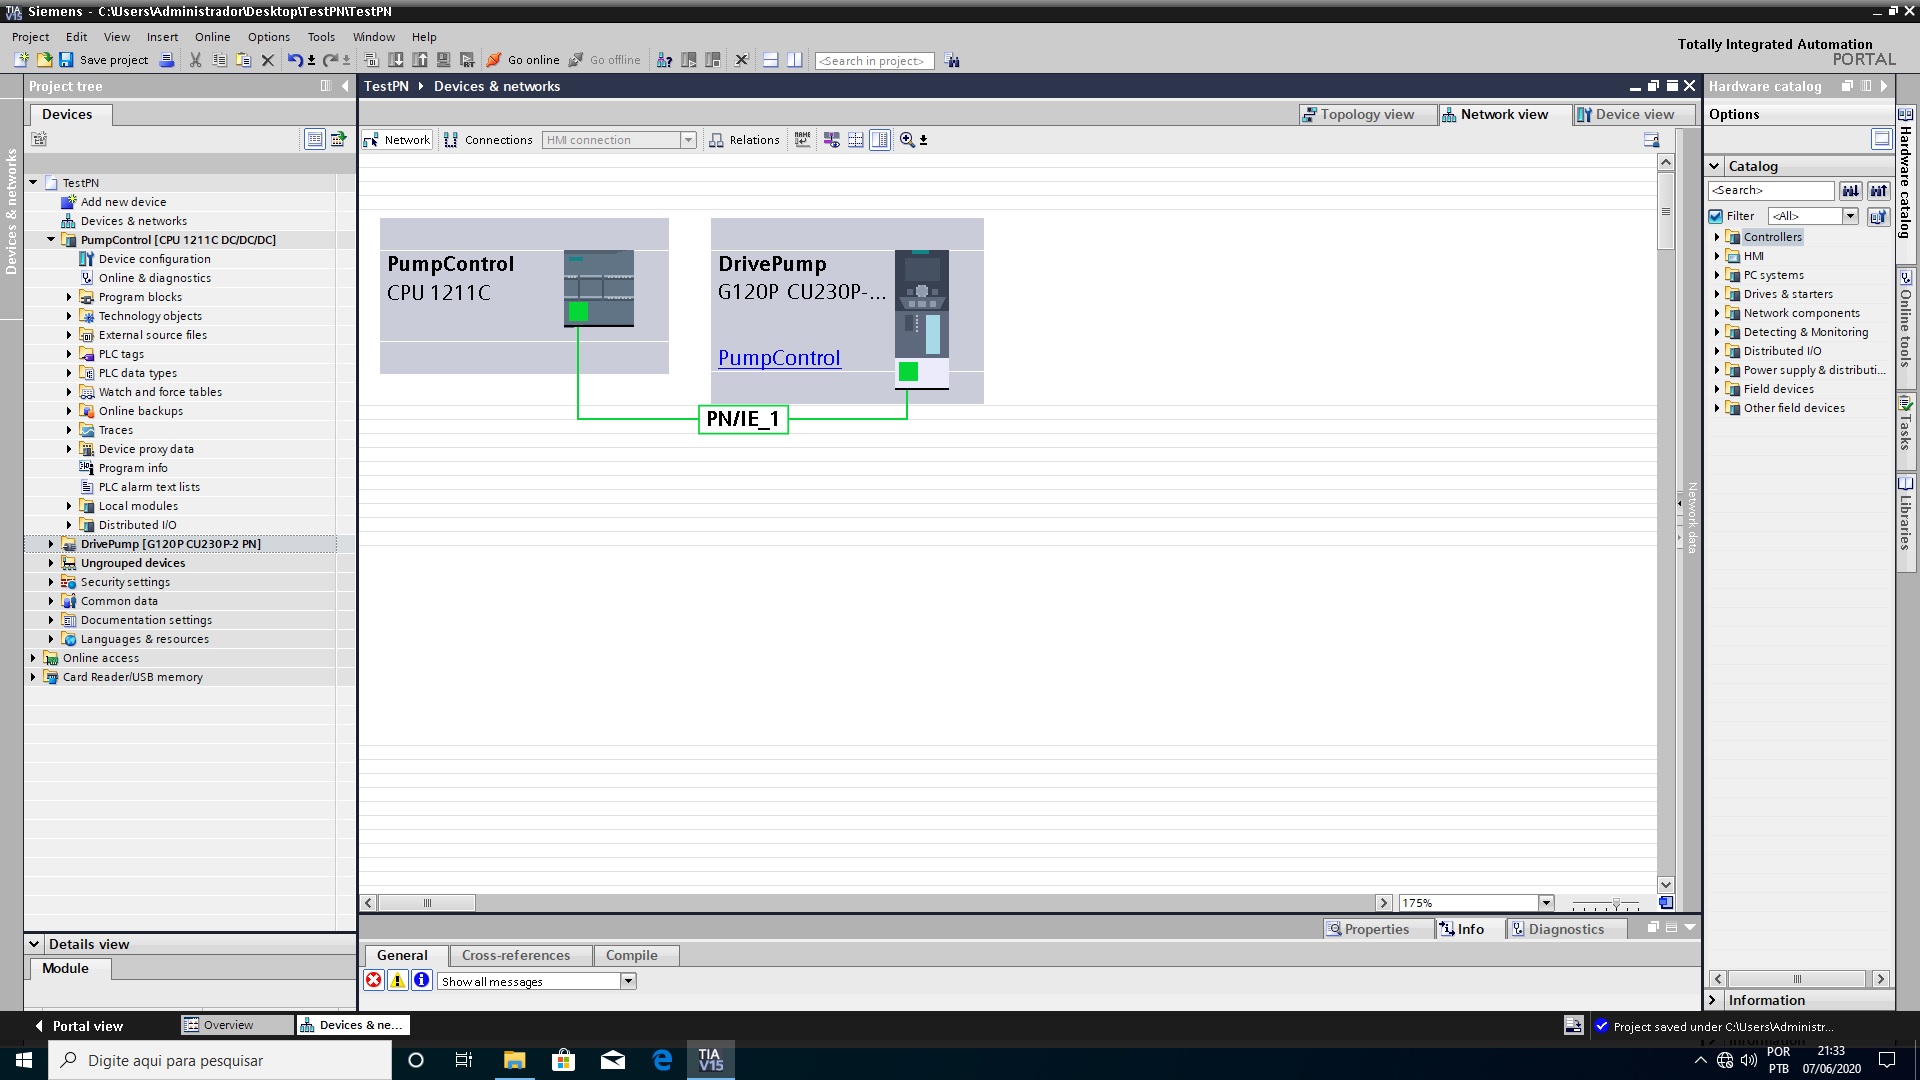 Siemens - C:\Users\Administrador\Desktop\TestPN\TestPN
Project Edit View Insert Online Options Tools Window Help
Totally Integrated Automation
PORTAL
Save project
Go online
Go offline
<Search in project>
Project tree
Devices
Devices & networks
TestPN
Add new device
Devices & networks
PumpControl [CPU 1211C DC/DC/DC]
Device configuration
Online & diagnostics
Program blocks
Technology objects
External source files
PLC tags
PLC data types
Watch and force tables
Online backups
Traces
Device proxy data
Program info
PLC alarm text lists
Local modules
Distributed I/O
DrivePump [G120P CU230P-2 PN]
Ungrouped devices
Security settings
Common data
Documentation settings
Languages & resources
Online access
Card Reader/USB memory
Details view
Module
TestPN Devices & networks
Topology view
Network view
Device view
Network
Connections
HMI connection
Relations
PumpControl
CPU 1211C
DrivePump
G120P CU230P-...
PumpControl
PN/IE_1
Network data
175%
Properties
Info
Diagnostics
General
Cross-references
Compile
Show all messages
Hardware catalog
Options
Catalog
<Search>
Filter
<All>
Controllers
HMI
PC systems
Drives & starters
Network components
Detecting & Monitoring
Distributed I/O
Power supply & distributi...
Field devices
Other field devices
Information
Hardware catalog
Online tools
Tasks
Libraries
Portal view
Overview
Devices & ne...
Project saved under C:\Users\Administr...
TIA
V15
Digite aqui para pesquisar
TIA
V15
POR
PTB
21:33
07/06/2020